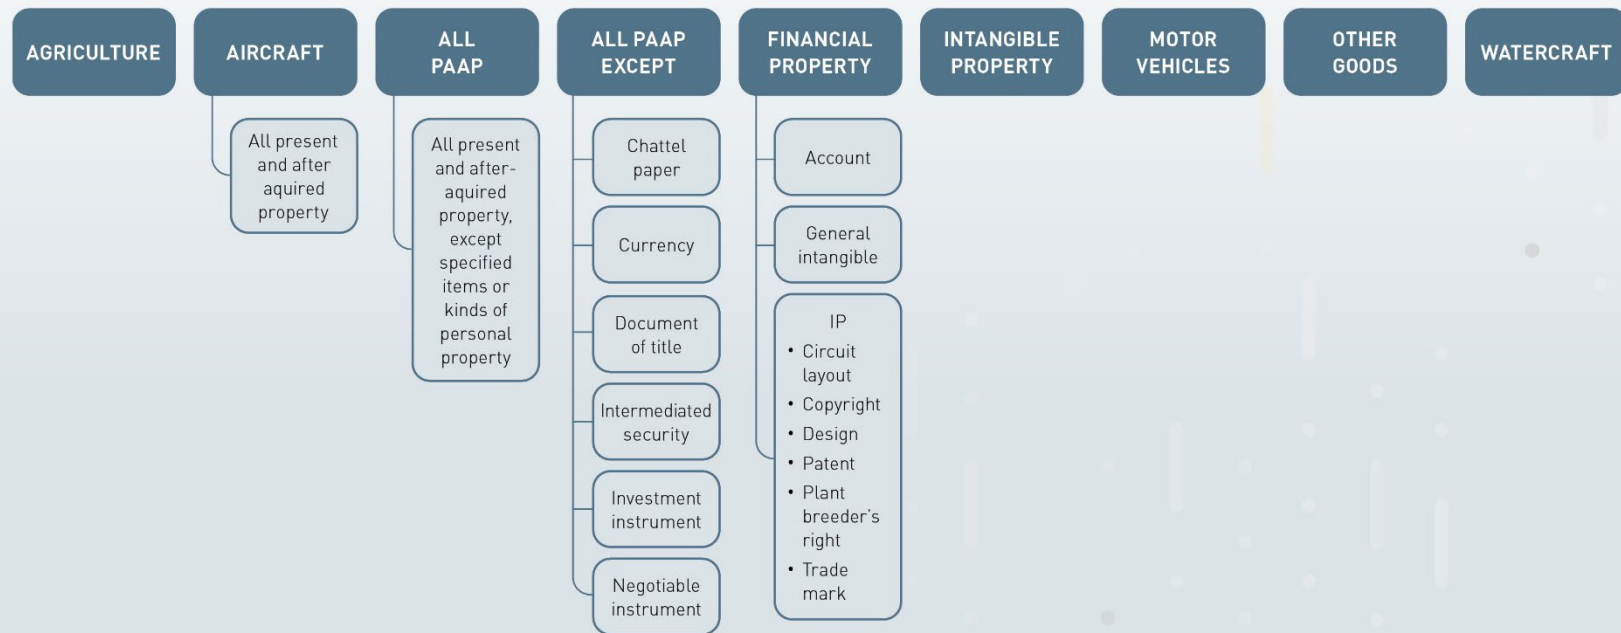 AGRICULTURE
AIRCRAFT
ALL
PAAP
ALL PAAP
EXCEPT
FINANCIAL
PROPERTY
INTANGIBLE
PROPERTY
MOTOR
VEHICLES
OTHER
GOODS
WATERCRAFT
All present
and after
aquired
property
All present
and after-
aquired
property,
except
specified
items or
kinds of
personal
property
Chattel
paper
Currency
Document
of title
Intermediated
security
Investment
instrument
Negotiable
instrument
Account
General
intangible
IP
• Circuit
layout
• Copyright
• Design
• Patent
• Plant
breeder's
right
• Trade
mark